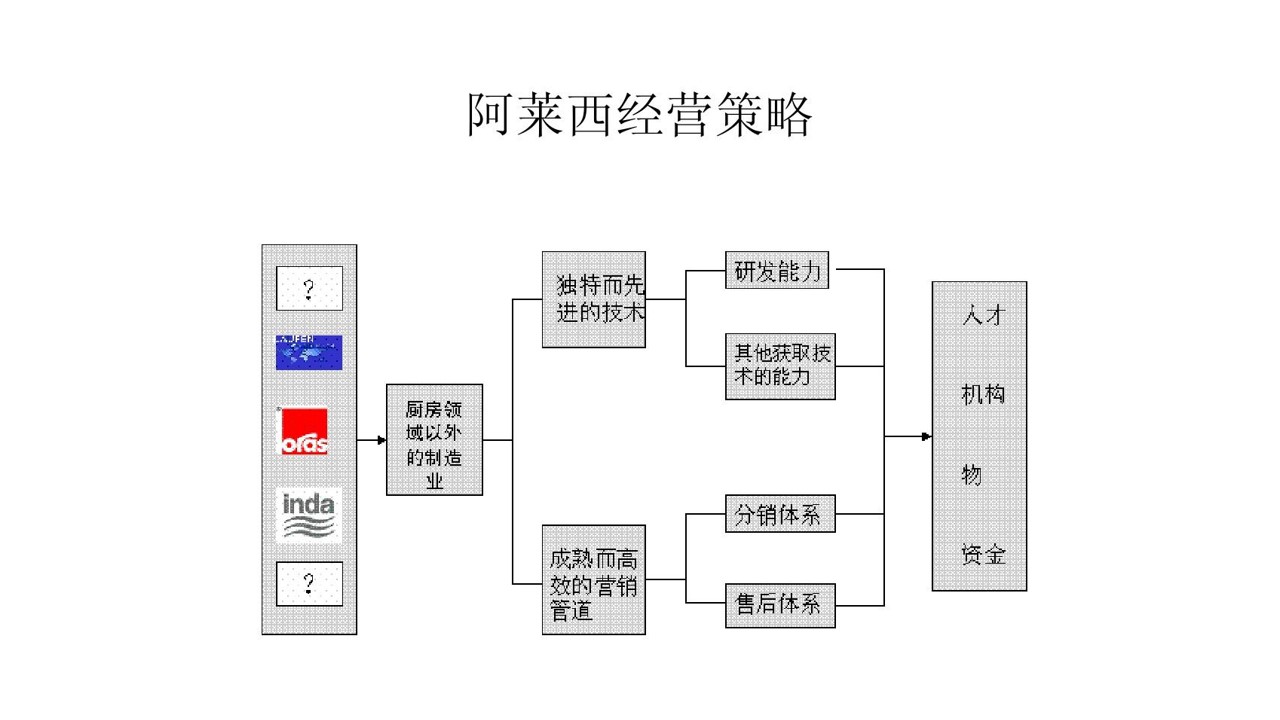 阿莱西经营策略
?
LAUFEN
oras
inda
?
厨房领
域以外
的制造
业
独特而先
进的技术
成熟而高
效的营销
管道
研发能力
其他获取技
术的能力
分销体系
售后体系
人才
机构
物
资金